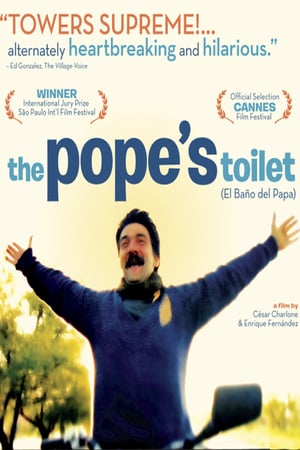 “TOWERS SUPREME!...
alternately heartbreaking and hilarious.”
- Ed Gonzalez, The Village Voice
WINNER
International Jury Prize
São Paulo Int'l Film Festival
Official Selection
CANNES
Film Festival
the pope's toilet
(El Baño del Papa)
a film by
César Charlone
& Enrique Fernández